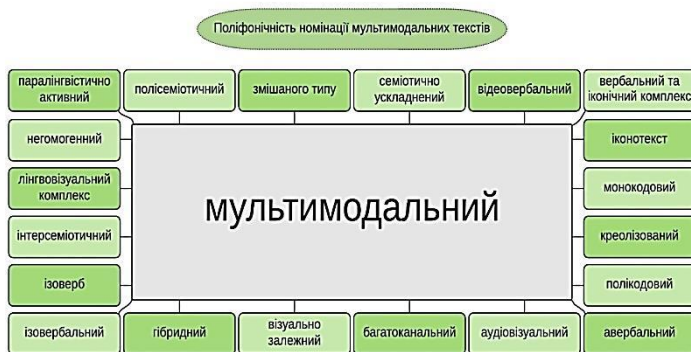 Поліфонічність номінації мультимодальних текстів
паралінгвістично
активний
полісеміотичний
змішаного типу
семіотично
ускладнений
відеовербальний
вербальний та
іконічний комплекс
негомогенний
іконотекст
лінгвовізуальний
комплекс
монокодовий
мультимодальний
інтерсеміотичний
креолізований
ізоверб
полікодовий
ізовербальний
гібридний
візуально
залежний
багатоканальний
аудіовізуальний
авербальний